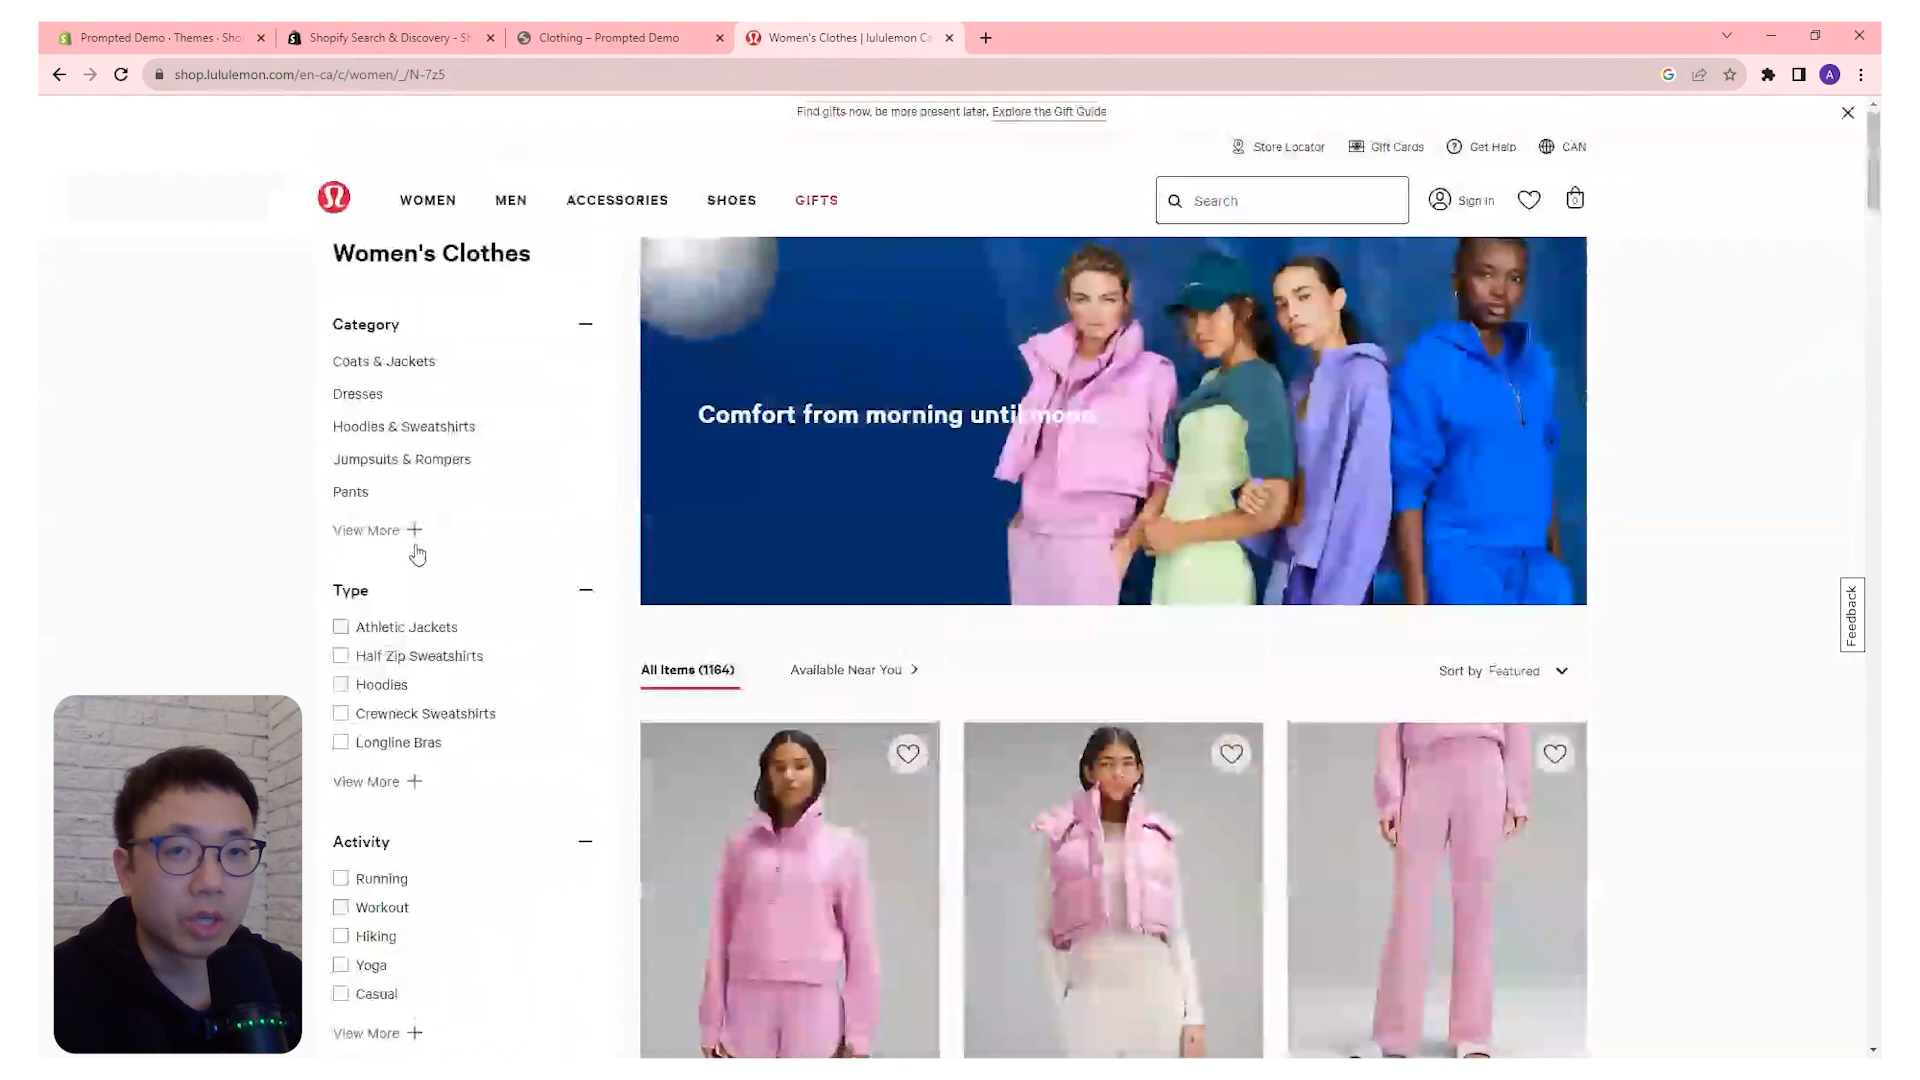 Prompted Demo · Themes · Sho
Shopify Search & Discovery - Sh
Clothing – Prompted Demo
Women's Clothes | lululemon Ca
shop.lululemon.com/en-ca/c/women/_/N-7z5
A
Find gifts now, be more present later. Explore the Gift Guide
Store Locator
Gift Cards
Get Help
CAN
WOMEN
MEN
ACCESSORIES
SHOES
GIFTS
Search
Sign In
0
Women's Clothes
Category
Coats & Jackets
Dresses
Hoodies & Sweatshirts
Jumpsuits & Rompers
Pants
View More
Comfort from morning until moon.
Type
Athletic Jackets
Half Zip Sweatshirts
Hoodies
Crewneck Sweatshirts
Longline Bras
View More
All Items (1164)
Available Near You
Sort by Featured
Feedback
Activity
Running
Workout
Hiking
Yoga
Casual
View More